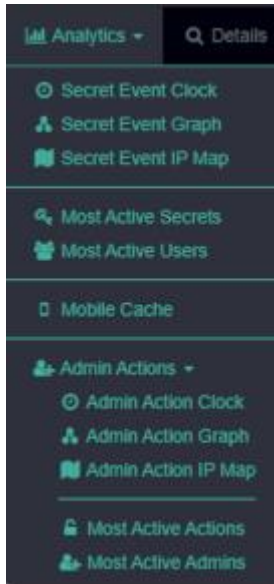 Analytics
Details
Secret Event Clock
Secret Event Graph
Secret Event IP Map
Most Active Secrets
Most Active Users
Mobile Cache
Admin Actions
Admin Action Clock
Admin Action Graph
Admin Action IP Map
Most Active Actions
Most Active Admins